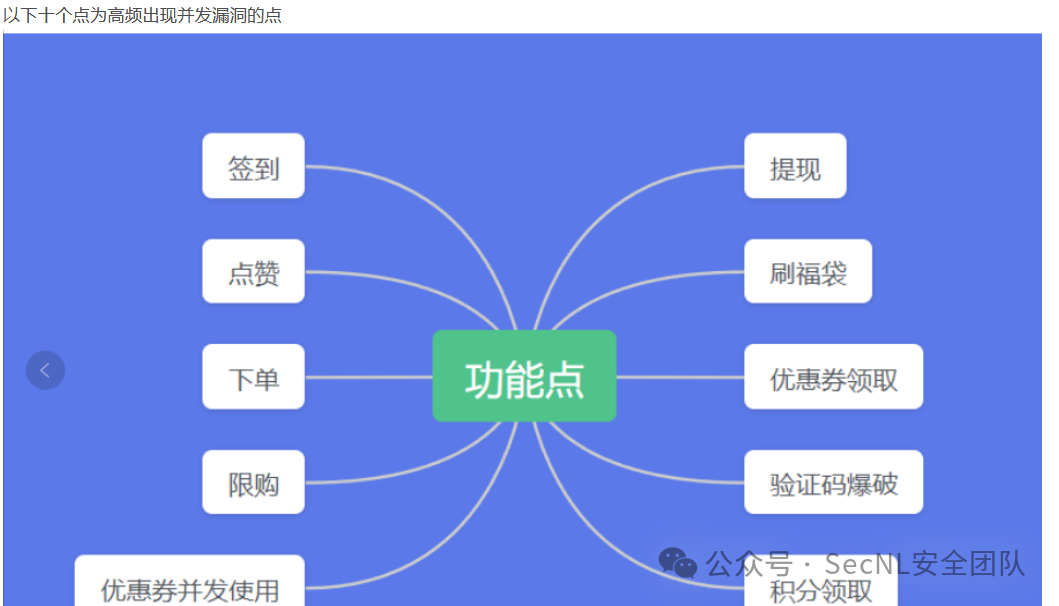 以下十个点为高频出现并发漏洞的点
签到
提现
点赞
刷福袋
下单
功能点
优惠券领取
限购
验证码爆破
优惠券并发使用
积分领取
公众号 · SecNL安全团队